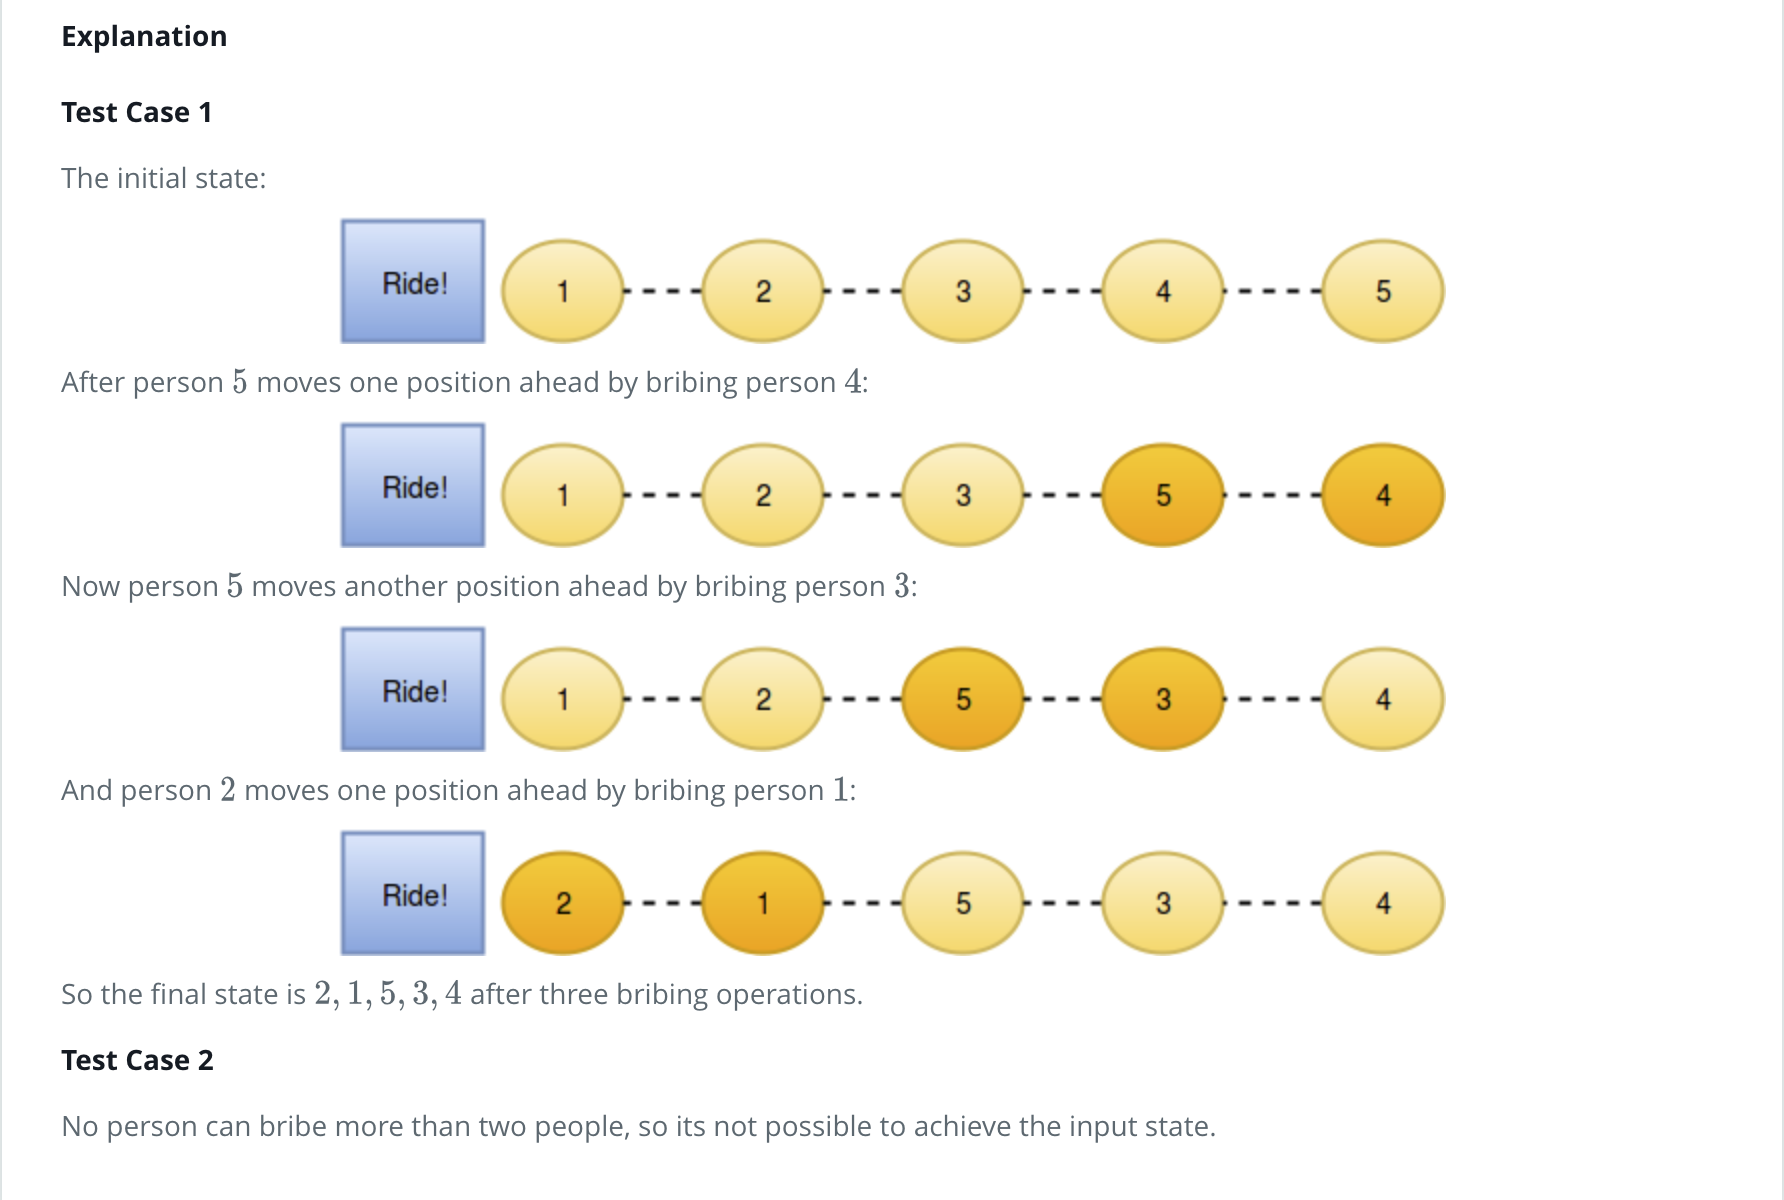 Explanation
Test Case 1
The initial state:
Ride! 1 2 3 4 5
After person 5 moves one position ahead by bribing person 4:
Ride! 1 2 3 5 4
Now person 5 moves another position ahead by bribing person 3:
Ride! 1 2 5 3 4
And person 2 moves one position ahead by bribing person 1:
Ride! 2 1 5 3 4
So the final state is 2, 1, 5, 3, 4 after three bribing operations.
Test Case 2
No person can bribe more than two people, so its not possible to achieve the input state.